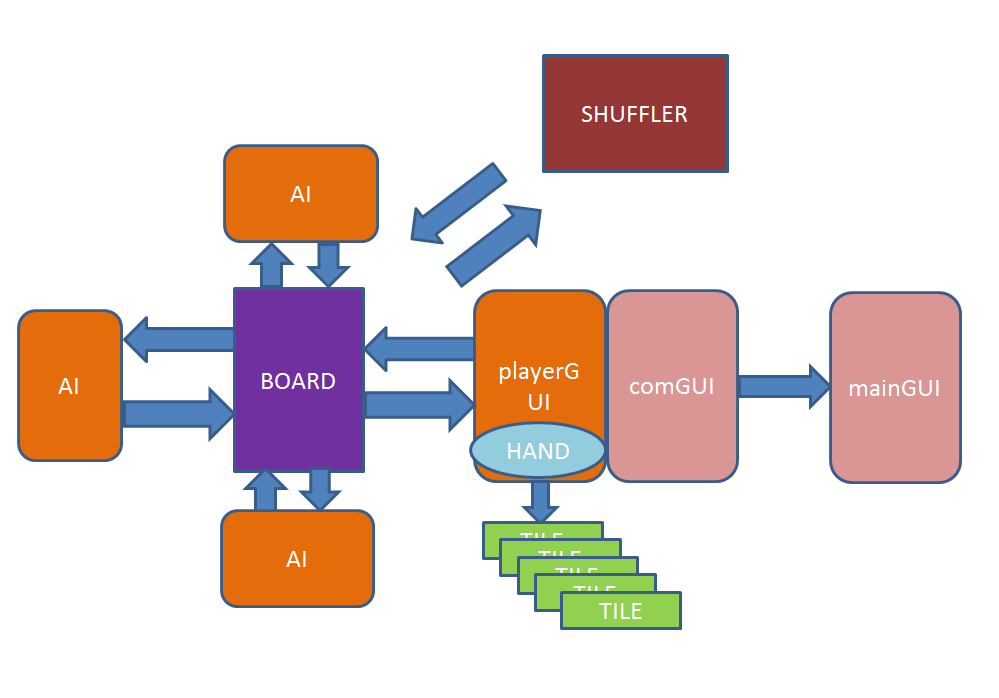 SHUFFLER
AI
AI
BOARD
playerG
UI
comGUI
mainGUI
HAND
AI
TILE
TILE
TILE
TILE
TILE